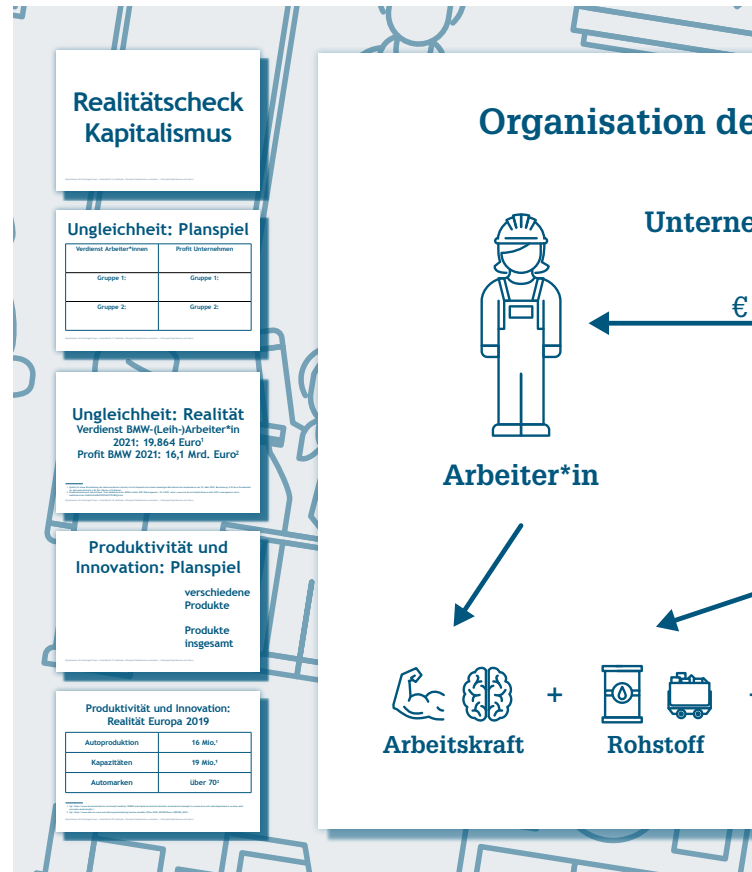 Realitätscheck
Kapitalismus
Ungleichheit: Planspiel
Verdienst Arbeiter*innen
Profit Unternehmen
Gruppe 1:
Gruppe 1:
Gruppe 2:
Gruppe 2:
Ungleichheit: Realität
Verdienst BMW-(Leih-)Arbeiter*in
2021: 19.864 Euro¹
Profit BMW 2021: 16,1 Mrd. Euro²
Produktivität und
Innovation: Planspiel
verschiedene
Produkte
Produkte
insgesamt
Produktivität und Innovation:
Realität Europa 2019
Autoproduktion
16 Mio.¹
Kapazitäten
19 Mio.¹
Automarken
über 70²
Organisation de
Unterne
€
Arbeiter*in
+
Arbeitskraft
Rohstoff